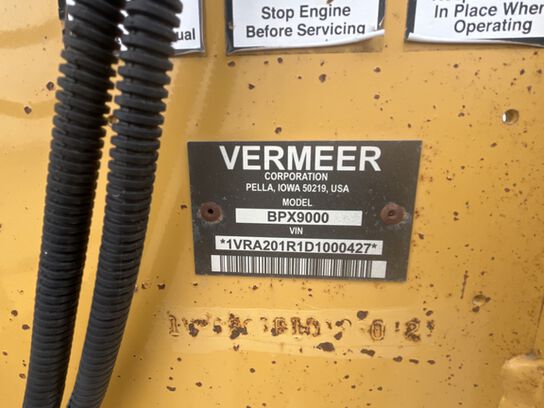 ual
Stop Engine
Before Servicing
In Place When
Operating
VERMEER
CORPORATION
PELLA, IOWA 50219, USA
MODEL
BPX9000
VIN
*1VRA201R1D1000427*